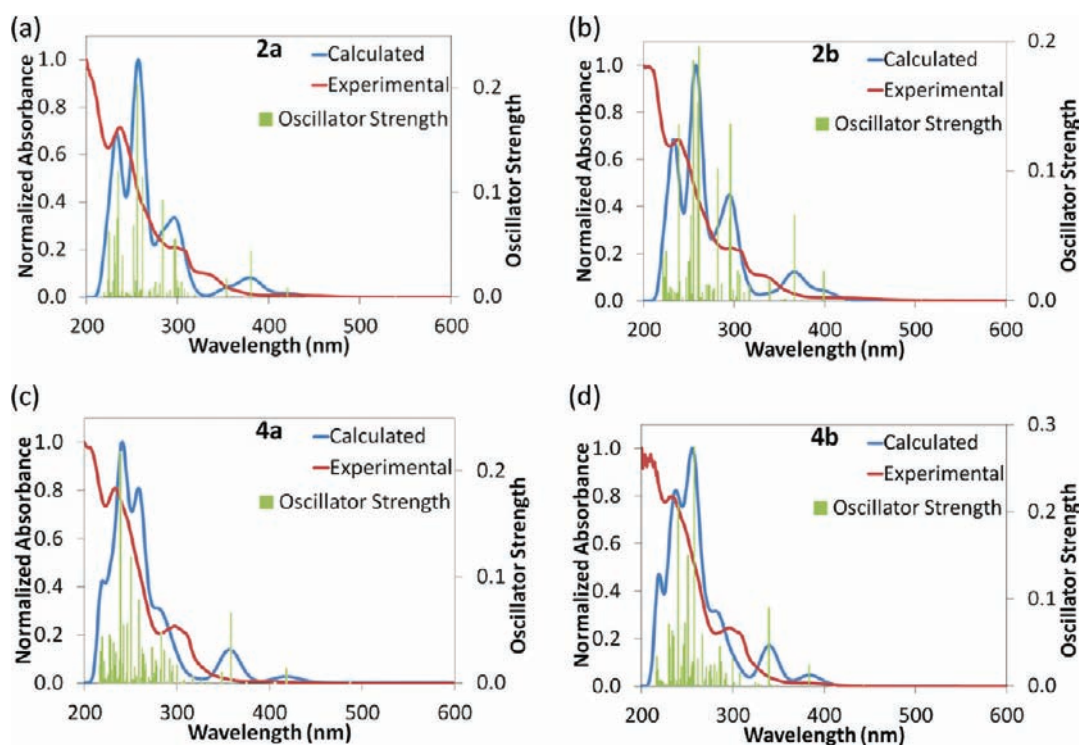 (a)
2a
Calculated
Experimental
Oscillator Strength
Normalized Absorbance
1.0
0.8
0.6
0.4
0.2
0.0
0.2
0.1
0.0
Oscillator Strength
200 300 400 500 600
Wavelength (nm)
(b)
2b
Calculated
Experimental
Oscillator Strength
Normalized Absorbance
1.0
0.8
0.6
0.4
0.2
0.0
0.2
0.1
0.0
Oscillator Strength
200 300 400 500 600
Wavelength (nm)
(c)
4a
Calculated
Experimental
Oscillator Strength
Normalized Absorbance
1.0
0.8
0.6
0.4
0.2
0.0
0.2
0.1
0.0
Oscillator Strength
200 300 400 500 600
Wavelength (nm)
(d)
4b
Calculated
Experimental
Oscillator Strength
Normalized Absorbance
1.0
0.8
0.6
0.4
0.2
0.0
0.3
0.2
0.1
0.0
Oscillator Strength
200 300 400 500 600
Wavelength (nm)